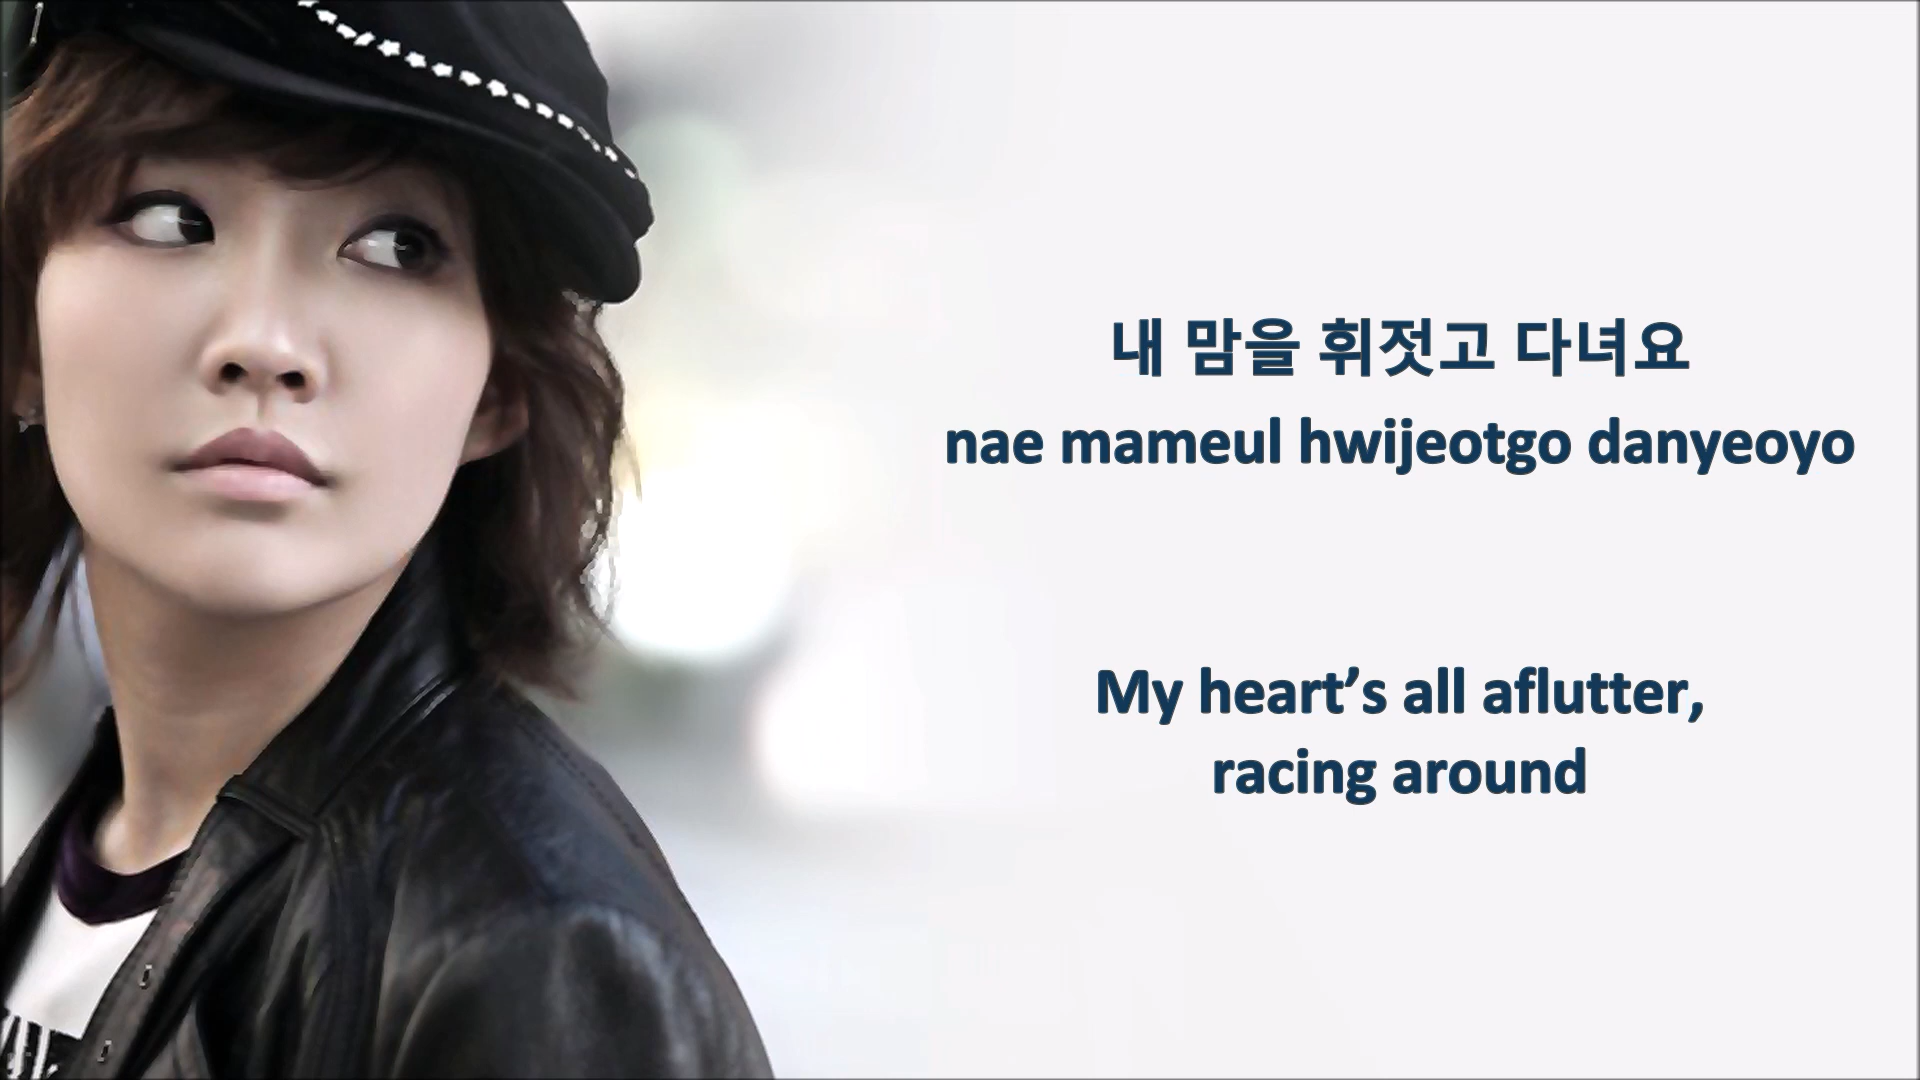 내 맘을 휘젓고 다녀요
nae mameul hwijeotgo danyeoyo
My heart’s all aflutter,
racing around